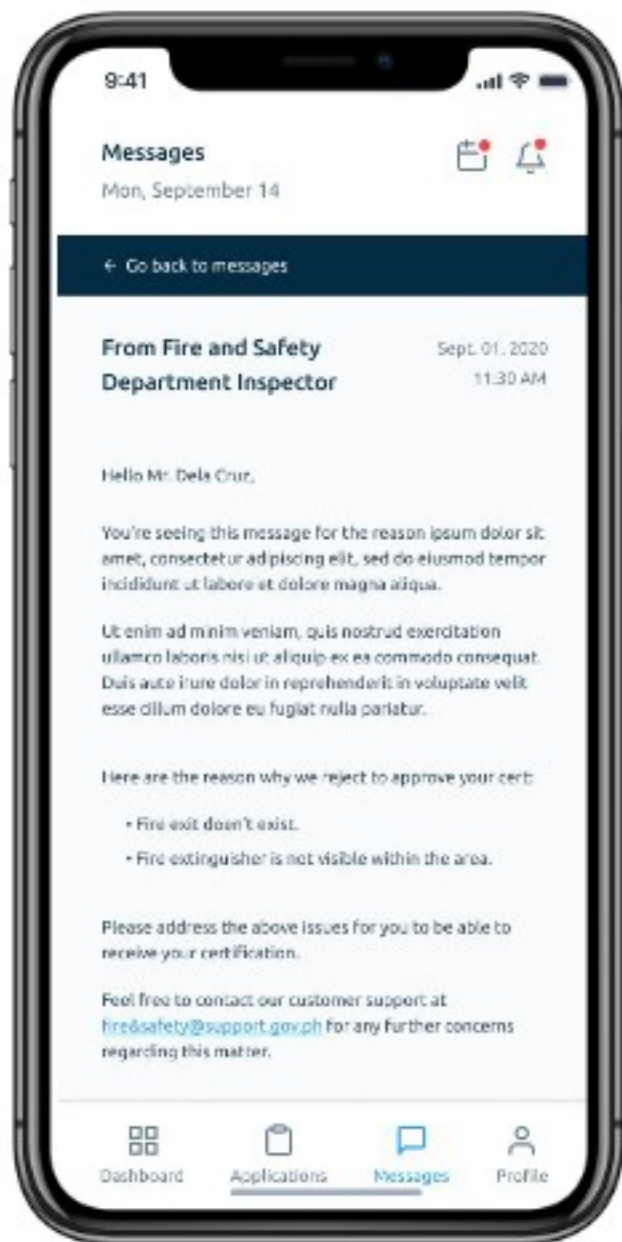 9:41
Messages
Mon, September 14
← Go back to messages
From Fire and Safety
Department Inspector
Sept. 01, 2020
11:30 AM
Hello Mr. Dela Cruz,
You're seeing this message for the reason ipsum dolor sit
amet, consectetur adipiscing elit, sed do eiusmod tempor
incididunt ut labore et dolore magna aliqua.
Ut enim ad minim veniam, quis nostrud exercitation
ullamco laboris nisi ut aliquip ex ea commodo consequat.
Duis aute irure dolor in reprehenderit in voluptate velit
esse cillum dolore eu fugiat nulla pariatur.
Here are the reason why we reject to approve your cert:
• Fire exit doen't exist.
• Fire extinguisher is not visible within the area.
Please address the above issues for you to be able to
receive your certification.
Feel free to contact our customer support at
fire&safety@support.gov.ph for any further concerns
regarding this matter.
Dashboard
Applications
Messages
Profile